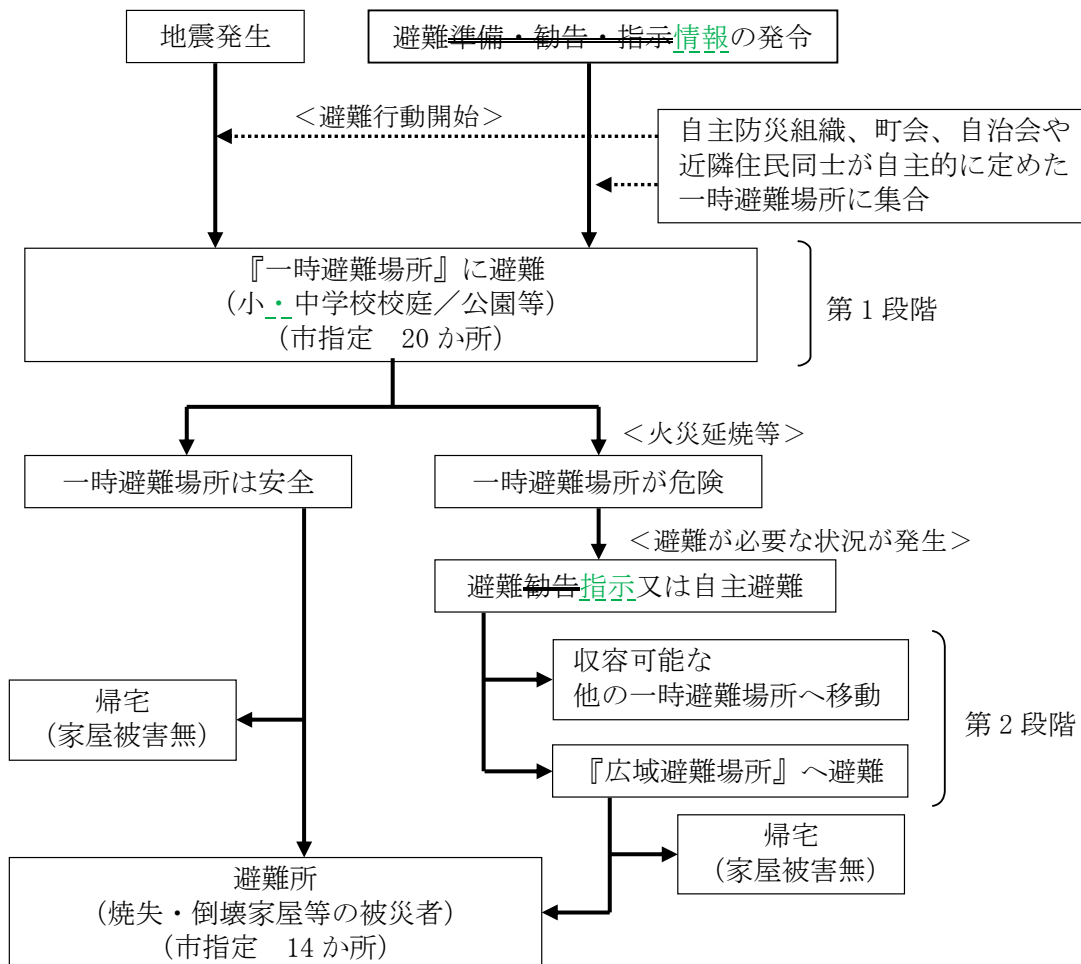 地震発生
避難準備・勧告・指示情報の発令
＜避難行動開始＞
自主防災組織、町会、自治会や
近隣住民同士が自主的に定めた
一時避難場所に集合
『一時避難場所』に避難
（小・中学校校庭／公園等）
（市指定　20か所）
第1段階
＜火災延焼等＞
一時避難場所は安全
一時避難場所が危険
＜避難が必要な状況が発生＞
避難勧告指示又は自主避難
収容可能な
他の一時避難場所へ移動
帰宅
（家屋被害無）
第2段階
『広域避難場所』へ避難
帰宅
（家屋被害無）
避難所
（焼失・倒壊家屋等の被災者）
（市指定　14か所）